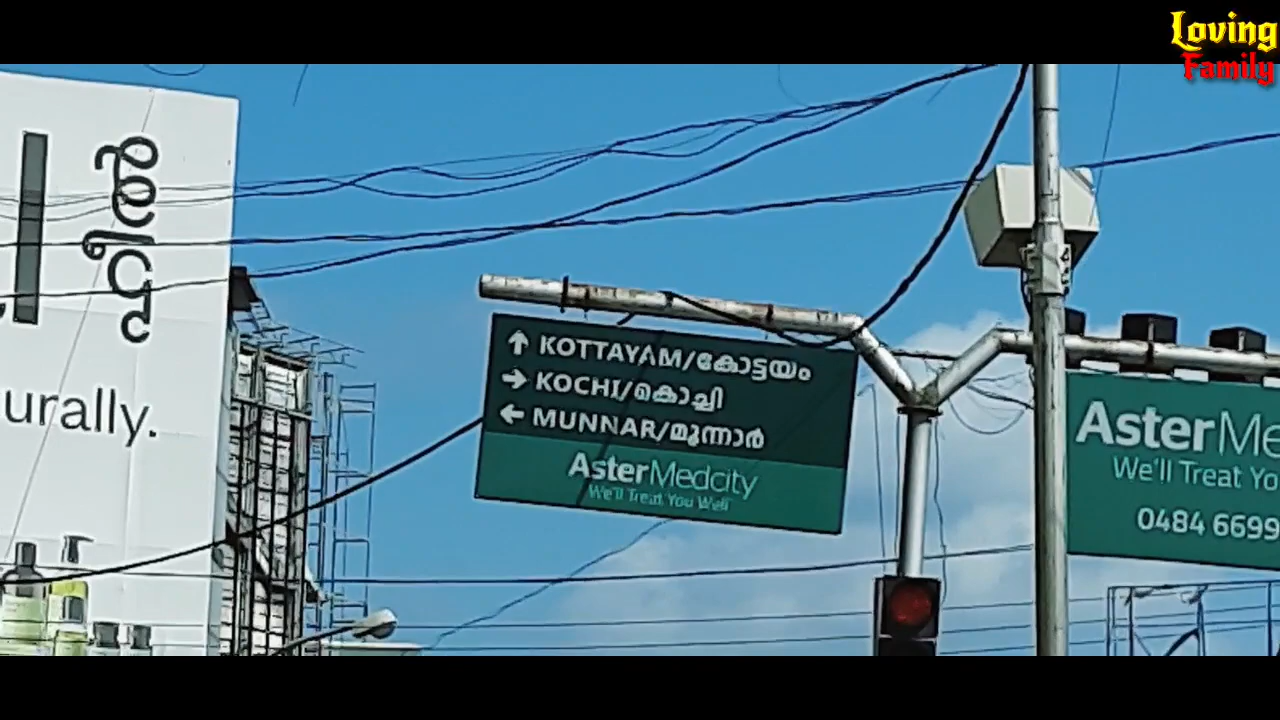 Loving
Family
urally.
↑ KOTTAYAM/കോട്ടയം
→ KOCHI/കൊച്ചി
← MUNNAR/മൂന്നാർ
AsterMedcity
We'll Treat You Well
AsterMe
We'll Treat Yo
0484 6699